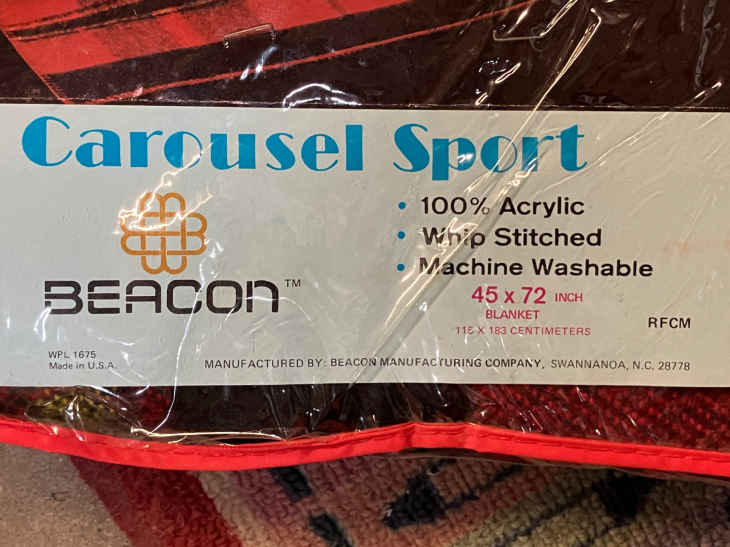 Carousel Sport
• 100% Acrylic
• Whip Stitched
• Machine Washable
45 x 72 INCH
BLANKET
115 X 183 CENTIMETERS
RFCM
BEACON™
WPL 1675
Made in U.S.A.
MANUFACTURED BY: BEACON MANUFACTURING COMPANY, SWANNANOA, N.C. 28778